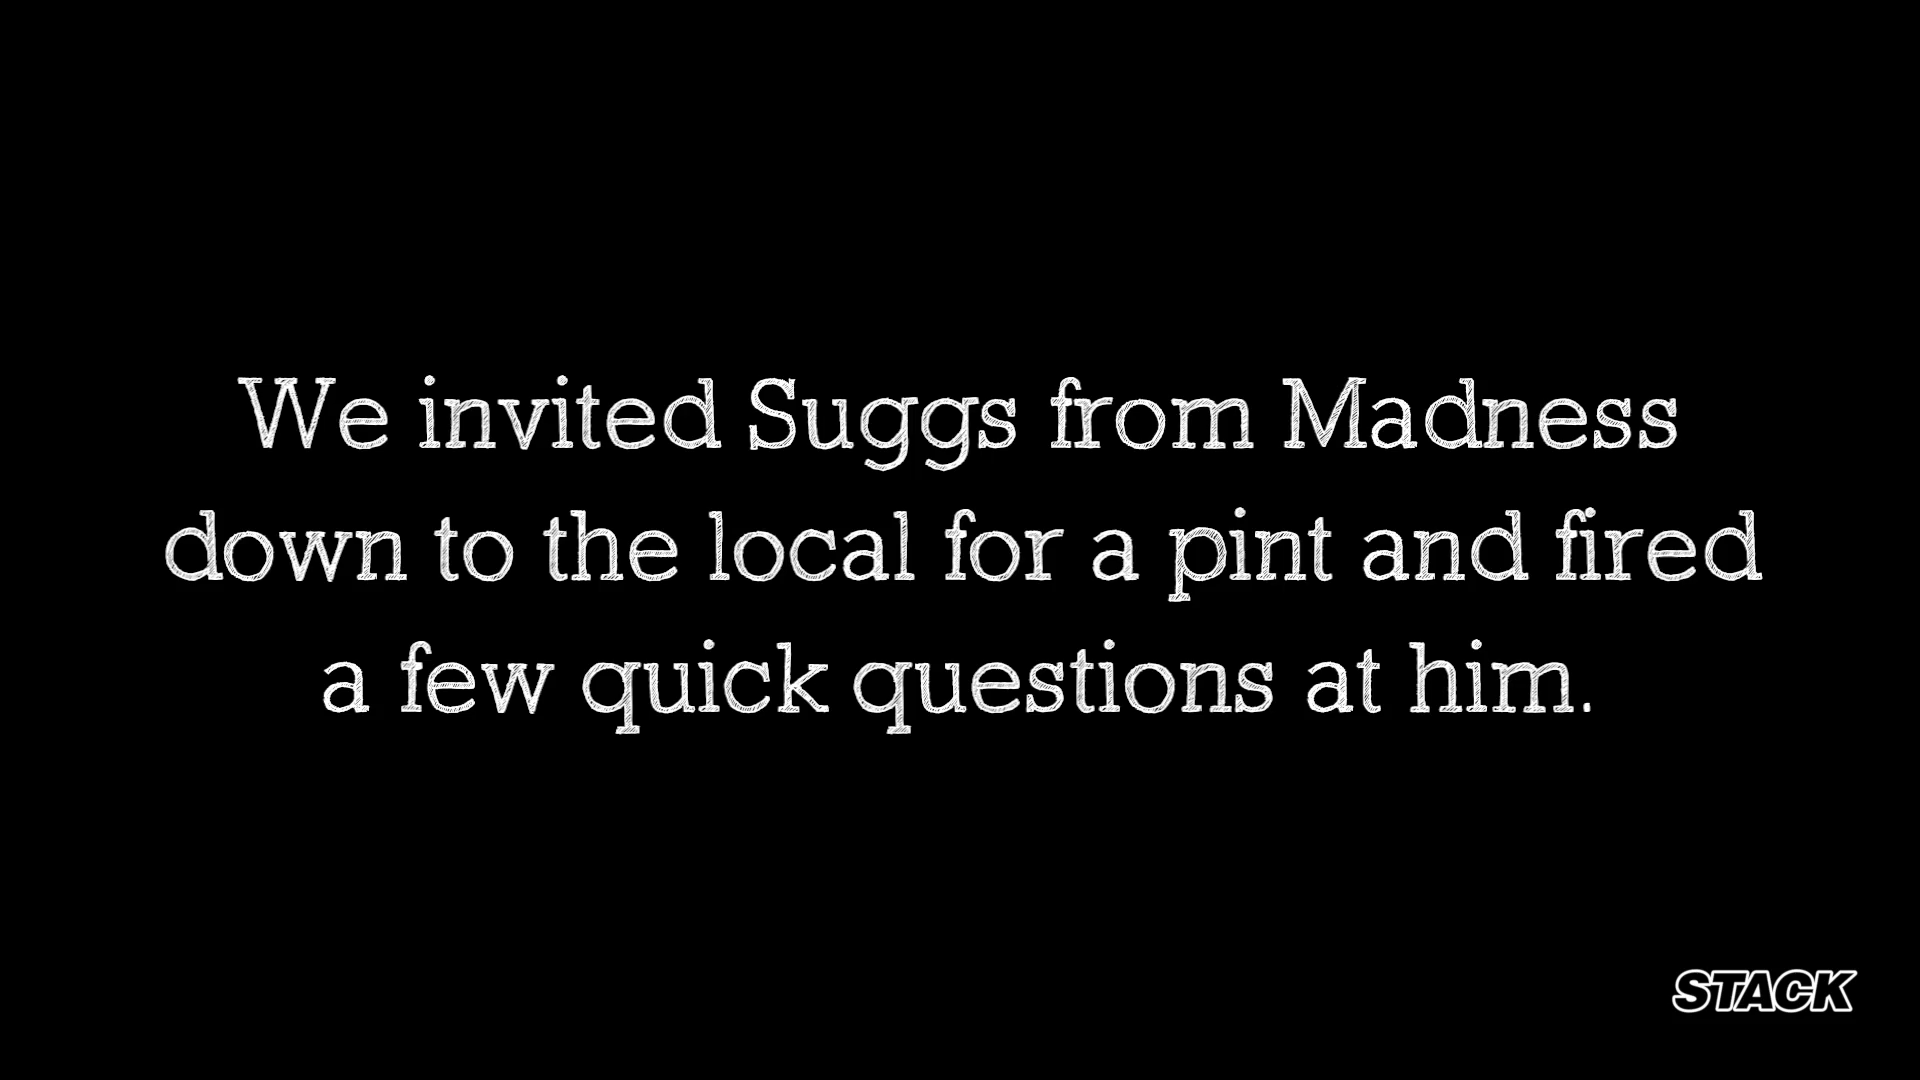 We invited Suggs from Madness
down to the local for a pint and fired
a few quick questions at him.
STACK